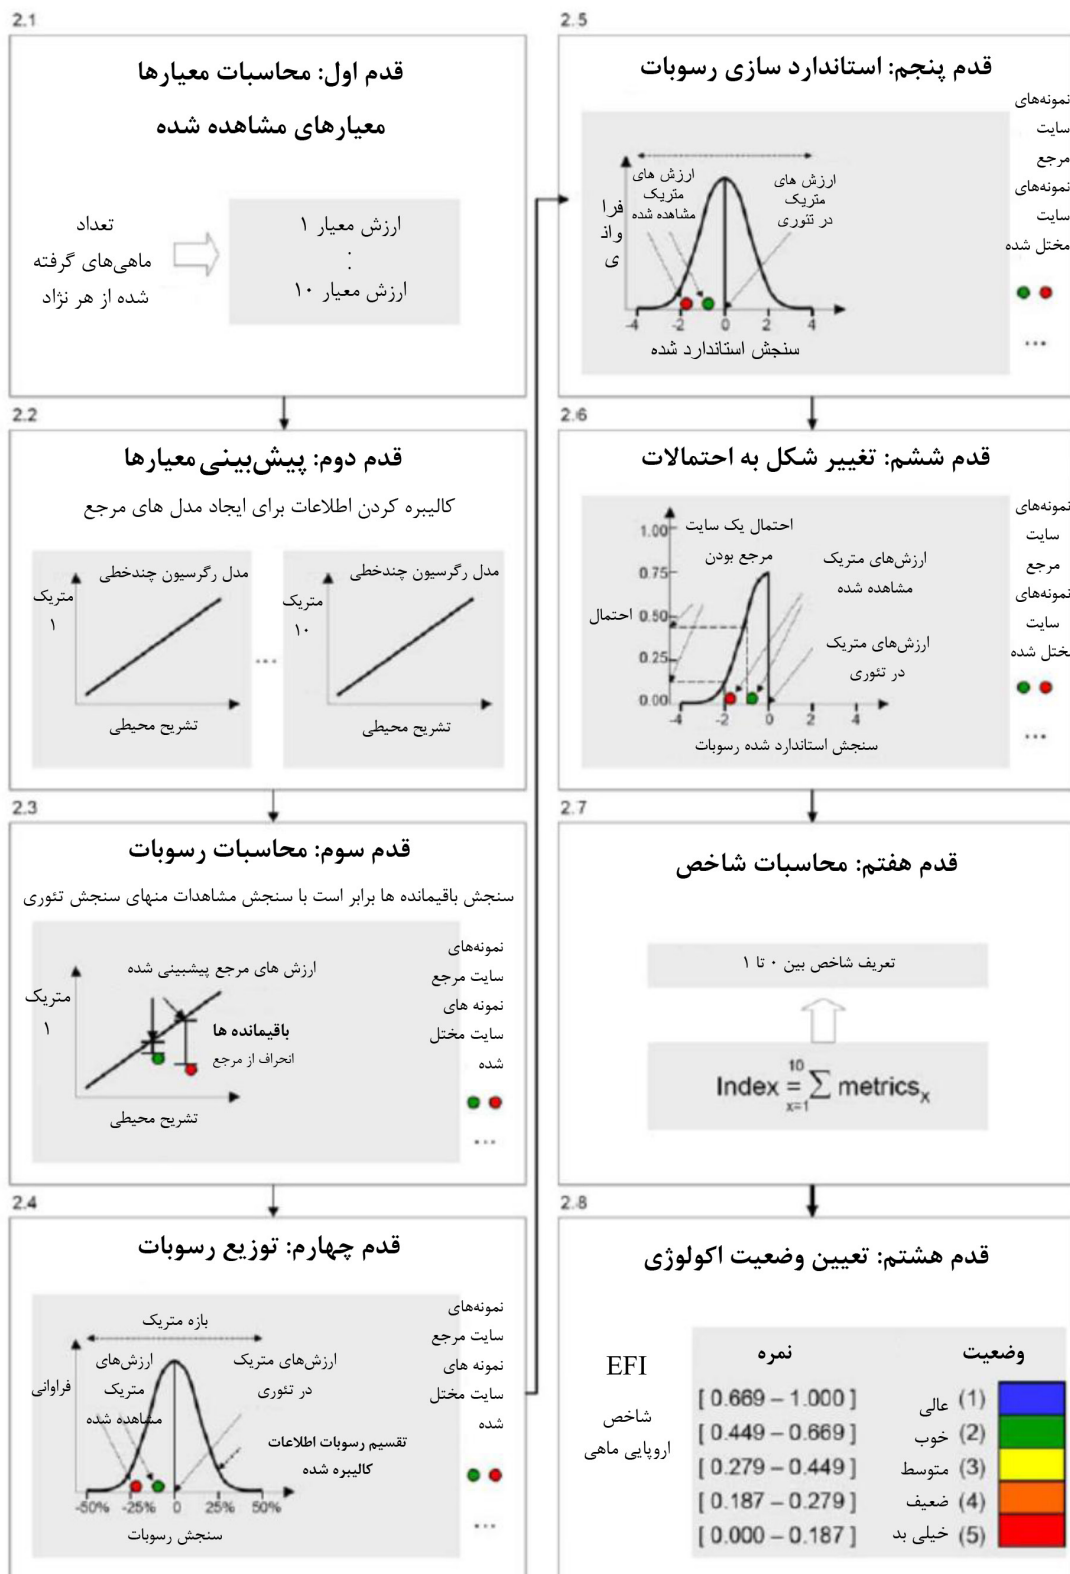 2.1
قدم اول: محاسبات معیارها
معیارهای مشاهده شده
تعداد
ماهی‌های گرفته
شده از هر نژاد
ارزش معیار ۱
:
ارزش معیار ۱۰
2.2
قدم دوم: پیش‌بینی معیارها
کالیبره کردن اطلاعات برای ایجاد مدل های مرجع
مدل رگرسیون چندخطی
متریک
۱
تشریح محیطی
...
مدل رگرسیون چندخطی
متریک
۱۰
تشریح محیطی
2.3
قدم سوم: محاسبات رسوبات
سنجش باقیمانده ها برابر است با سنجش مشاهدات منهای سنجش تئوری
نمونه‌های
سایت مرجع
نمونه های
سایت مختل
شده
...
ارزش های مرجع پیشبینی شده
متریک
۱
باقیمانده ها
انحراف از مرجع
تشریح محیطی
2.4
قدم چهارم: توزیع رسوبات
نمونه‌های
سایت مرجع
نمونه های
سایت مختل
شده
...
بازه متریک
فراوانی
ارزش‌های
متریک
مشاهده شده
ارزش‌های متریک
در تئوری
تقسیم رسوبات اطلاعات
کالیبره شده
-50% -25% 0 25% 50%
سنجش رسوبات
2.5
قدم پنجم: استاندارد سازی رسوبات
نمونه‌های
سایت
مرجع
نمونه‌های
سایت
مختل شده
...
فرا
وانـ
ی
ارزش های
متریک
مشاهده شده
ارزش های
متریک
در تئوری
-4 -2 0 2 4
سنجش استاندارد شده
2.6
قدم ششم: تغییر شکل به احتمالات
نمونه‌های
سایت
مرجع
نمونه‌های
سایت
مختل شده
...
احتمال یک سایت
مرجع بودن
ارزش‌های متریک
مشاهده شده
ارزش‌های متریک
در تئوری
احتمال
1.00
0.75
0.50
0.25
0.00
-4 -2 0 2 4
سنجش استاندارد شده رسوبات
2.7
قدم هفتم: محاسبات شاخص
تعریف شاخص بین ۰ تا ۱
Index = 10 ∑ x=1 metricsx
2.8
قدم هشتم: تعیین وضعیت اکولوژی
EFI
شاخص
اروپایی ماهی
وضعیت نمره
(1) عالی [ 0.669 – 1.000 ]
(2) خوب [ 0.449 – 0.669 ]
(3) متوسط [ 0.279 – 0.449 ]
(4) ضعیف [ 0.187 – 0.279 ]
(5) خیلی بد [ 0.000 – 0.187 ]